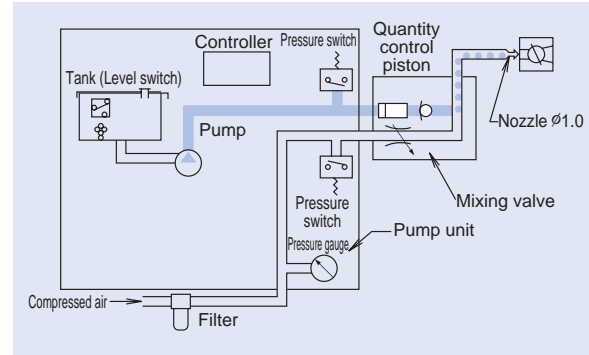 Controller
Pressure switch
Quantity
control
piston
Tank (Level switch)
Pump
Nozzle ø1.0
Mixing valve
Pressure
switch
Pump unit
Pressure gauge
Compressed air
Filter